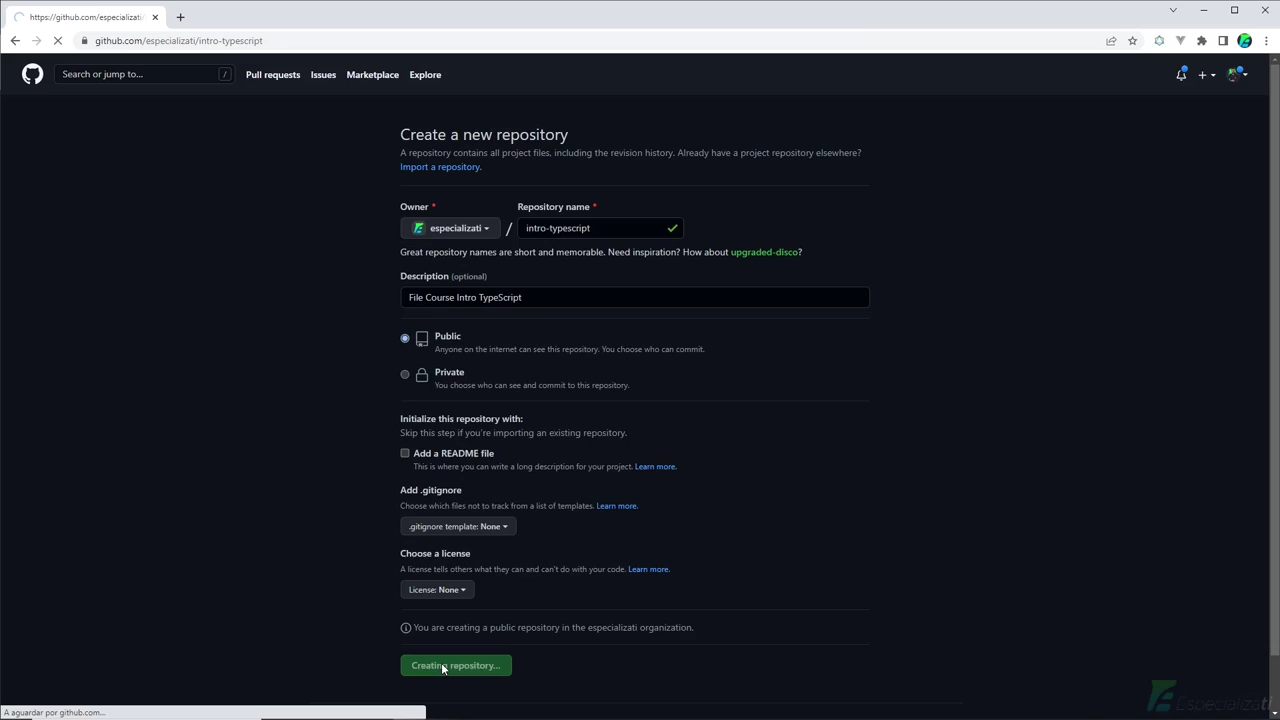 https://github.com/especializati/
github.com/especializati/intro-typescript
Search or jump to...
/
Pull requests
Issues
Marketplace
Explore
Create a new repository
A repository contains all project files, including the revision history. Already have a project repository elsewhere?
Import a repository.
Owner *
Repository name *
especializati
/
intro-typescript
Great repository names are short and memorable. Need inspiration? How about upgraded-disco?
Description (optional)
File Course Intro TypeScript
Public
Anyone on the internet can see this repository. You choose who can commit.
Private
You choose who can see and commit to this repository.
Initialize this repository with:
Skip this step if you're importing an existing repository.
Add a README file
This is where you can write a long description for your project. Learn more.
Add .gitignore
Choose which files not to track from a list of templates. Learn more.
.gitignore template: None
Choose a license
A license tells others what they can and can't do with your code. Learn more.
License: None
You are creating a public repository in the especializati organization.
Creating repository...
A aguardar por github.com...
Especializati